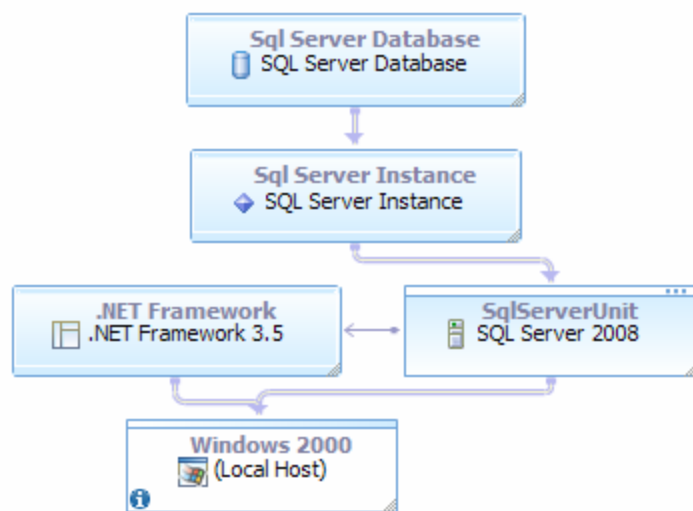 Sql Server Database
SQL Server Database
Sql Server Instance
SQL Server Instance
.NET Framework
.NET Framework 3.5
SqlServerUnit
SQL Server 2008
Windows 2000
(Local Host)